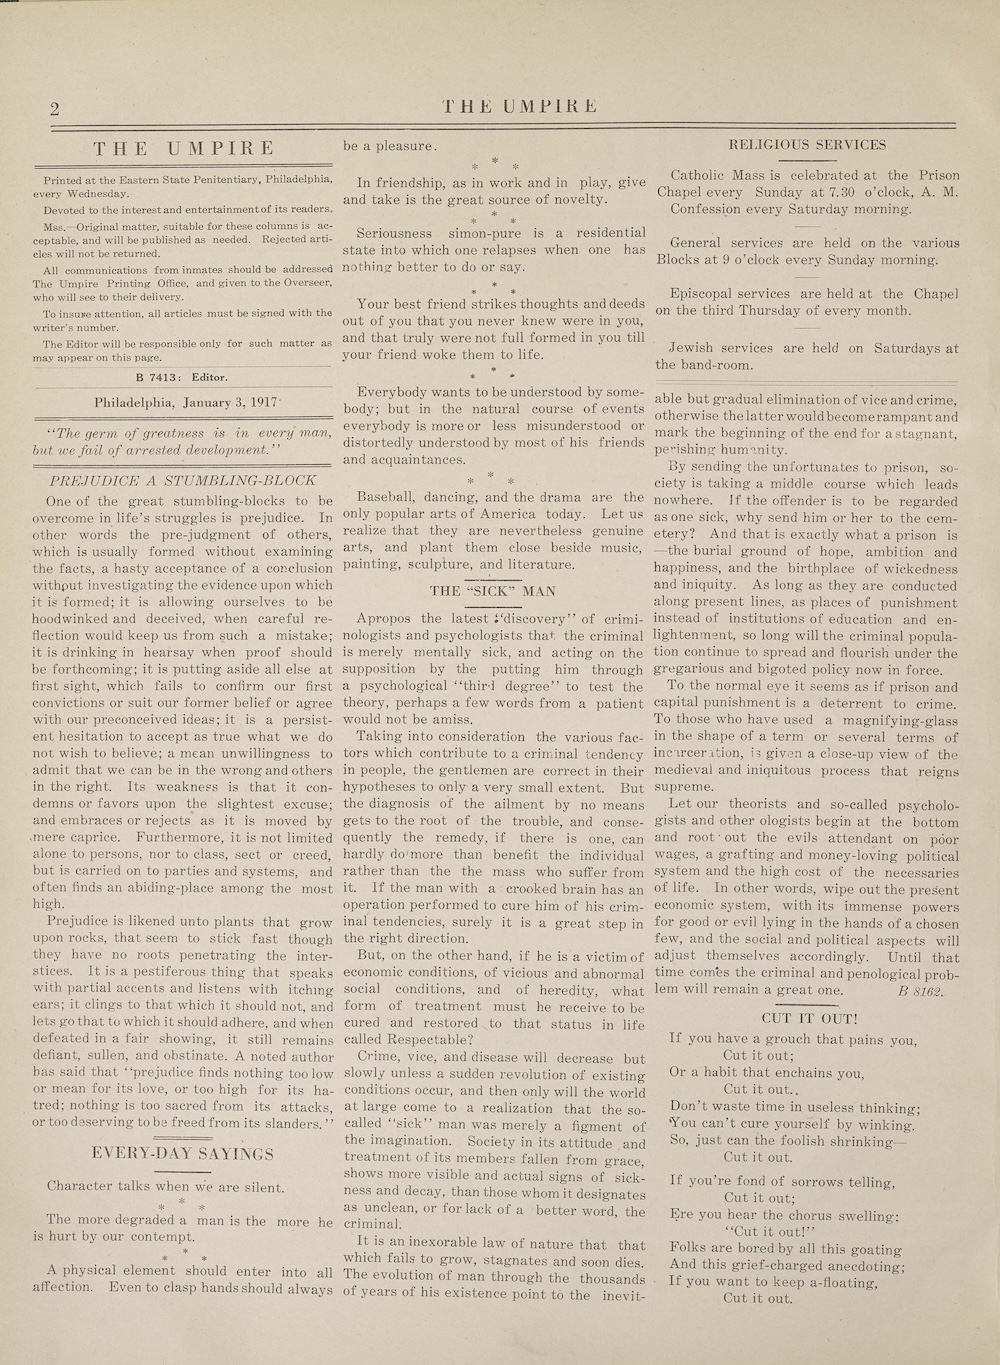 2
THE UMPIRE
THE UMPIRE
Printed at the Eastern State Penitentiary, Philadelphia,
every Wednesday.
Devoted to the interest and entertainment of its readers.
Mss.—Original matter, suitable for these columns is ac-
ceptable, and will be published as needed. Rejected arti-
cles will not be returned.
All communications from inmates should be addressed
The Umpire Printing Office, and given to the Overseer,
who will see to their delivery.
To insure attention, all articles must be signed with the
writer's number.
The Editor will be responsible only for such matter as
may appear on this page.
B 7413: Editor.
Philadelphia, January 3, 1917
"The germ of greatness is in every man,
but we fail of arrested development."
PREJUDICE A STUMBLING-BLOCK
One of the great stumbling-blocks to be
overcome in life's struggles is prejudice. In
other words the pre-judgment of others,
which is usually formed without examining
the facts, a hasty acceptance of a conclusion
without investigating the evidence upon which
it is formed; it is allowing ourselves to be
hoodwinked and deceived, when careful re-
flection would keep us from such a mistake;
it is drinking in hearsay when proof should
be forthcoming; it is putting aside all else at
first sight, which fails to confirm our first
convictions or suit our former belief or agree
with our preconceived ideas; it is a persist-
ent hesitation to accept as true what we do
not wish to believe; a mean unwillingness to
admit that we can be in the wrong and others
in the right. Its weakness is that it con-
demns or favors upon the slightest excuse;
and embraces or rejects as it is moved by
mere caprice. Furthermore, it is not limited
alone to persons, nor to class, sect or creed,
but is carried on to parties and systems, and
often finds an abiding-place among the most
high.
Prejudice is likened unto plants that grow
upon rocks, that seem to stick fast though
they have no roots penetrating the inter-
stices. It is a pestiferous thing that speaks
with partial accents and listens with itching
ears; it clings to that which it should not, and
lets go that to which it should adhere, and when
defeated in a fair showing, it still remains
defiant, sullen, and obstinate. A noted author
has said that "prejudice finds nothing too low
or mean for its love, or too high for its ha-
tred; nothing is too sacred from its attacks,
or too deserving to be freed from its slanders."
EVERY-DAY SAYINGS
Character talks when we are silent.
*
* *
The more degraded a man is the more he
is hurt by our contempt.
*
* *
A physical element should enter into all
affection. Even to clasp hands should always
be a pleasure.
*
* *
In friendship, as in work and in play, give
and take is the great source of novelty.
*
* *
Seriousness simon-pure is a residential
state into which one relapses when one has
nothing better to do or say.
*
* *
Your best friend strikes thoughts and deeds
out of you that you never knew were in you,
and that truly were not full formed in you till
your friend woke them to life.
*
* *
Everybody wants to be understood by some-
body; but in the natural course of events
everybody is more or less misunderstood or
distortedly understood by most of his friends
and acquaintances.
*
* *
Baseball, dancing, and the drama are the
only popular arts of America today. Let us
realize that they are nevertheless genuine
arts, and plant them close beside music,
painting, sculpture, and literature.
THE "SICK" MAN
Apropos the latest "discovery" of crimi-
nologists and psychologists that the criminal
is merely mentally sick, and acting on the
supposition by the putting him through
a psychological "third degree" to test the
theory, perhaps a few words from a patient
would not be amiss.
Taking into consideration the various fac-
tors which contribute to a criminal tendency
in people, the gentlemen are correct in their
hypotheses to only a very small extent. But
the diagnosis of the ailment by no means
gets to the root of the trouble, and conse-
quently the remedy, if there is one, can
hardly do more than benefit the individual
rather than the the mass who suffer from
it. If the man with a crooked brain has an
operation performed to cure him of his crim-
inal tendencies, surely it is a great step in
the right direction.
But, on the other hand, if he is a victim of
economic conditions, of vicious and abnormal
social conditions, and of heredity, what
form of treatment must he receive to be
cured and restored to that status in life
called Respectable?
Crime, vice, and disease will decrease but
slowly unless a sudden revolution of existing
conditions occur, and then only will the world
at large come to a realization that the so-
called "sick" man was merely a figment of
the imagination. Society in its attitude and
treatment of its members fallen from grace,
shows more visible and actual signs of sick-
ness and decay, than those whom it designates
as unclean, or for lack of a better word, the
criminal.
It is an inexorable law of nature that that
which fails to grow, stagnates and soon dies.
The evolution of man through the thousands
of years of his existence point to the inevit-
RELIGIOUS SERVICES
Catholic Mass is celebrated at the Prison
Chapel every Sunday at 7.30 o'clock, A. M.
Confession every Saturday morning.
General services are held on the various
Blocks at 9 o'clock every Sunday morning.
Episcopal services are held at the Chapel
on the third Thursday of every month.
Jewish services are held on Saturdays at
the band-room.
able but gradual elimination of vice and crime,
otherwise the latter would become rampant and
mark the beginning of the end for a stagnant,
perishing humanity.
By sending the unfortunates to prison, so-
ciety is taking a middle course which leads
nowhere. If the offender is to be regarded
as one sick, why send him or her to the cem-
etery? And that is exactly what a prison is
—the burial ground of hope, ambition and
happiness, and the birthplace of wickedness
and iniquity. As long as they are conducted
along present lines, as places of punishment
instead of institutions of education and en-
lightenment, so long will the criminal popula-
tion continue to spread and flourish under the
gregarious and bigoted policy now in force.
To the normal eye it seems as if prison and
capital punishment is a deterrent to crime.
To those who have used a magnifying-glass
in the shape of a term or several terms of
incarceration, is given a close-up view of the
medieval and iniquitous process that reigns
supreme.
Let our theorists and so-called psycholo-
gists and other ologists begin at the bottom
and root out the evils attendant on poor
wages, a grafting and money-loving political
system and the high cost of the necessaries
of life. In other words, wipe out the present
economic system, with its immense powers
for good or evil lying in the hands of a chosen
few, and the social and political aspects will
adjust themselves accordingly. Until that
time comes the criminal and penological prob-
lem will remain a great one. B 8162.
CUT IT OUT!
If you have a grouch that pains you,
Cut it out;
Or a habit that enchains you,
Cut it out.
Don't waste time in useless thinking;
You can't cure yourself by winking.
So, just can the foolish shrinking—
Cut it out.
If you're fond of sorrows telling,
Cut it out;
Ere you hear the chorus swelling:
"Cut it out!"
Folks are bored by all this goating
And this grief-charged anecdoting;
If you want to keep a-floating,
Cut it out.